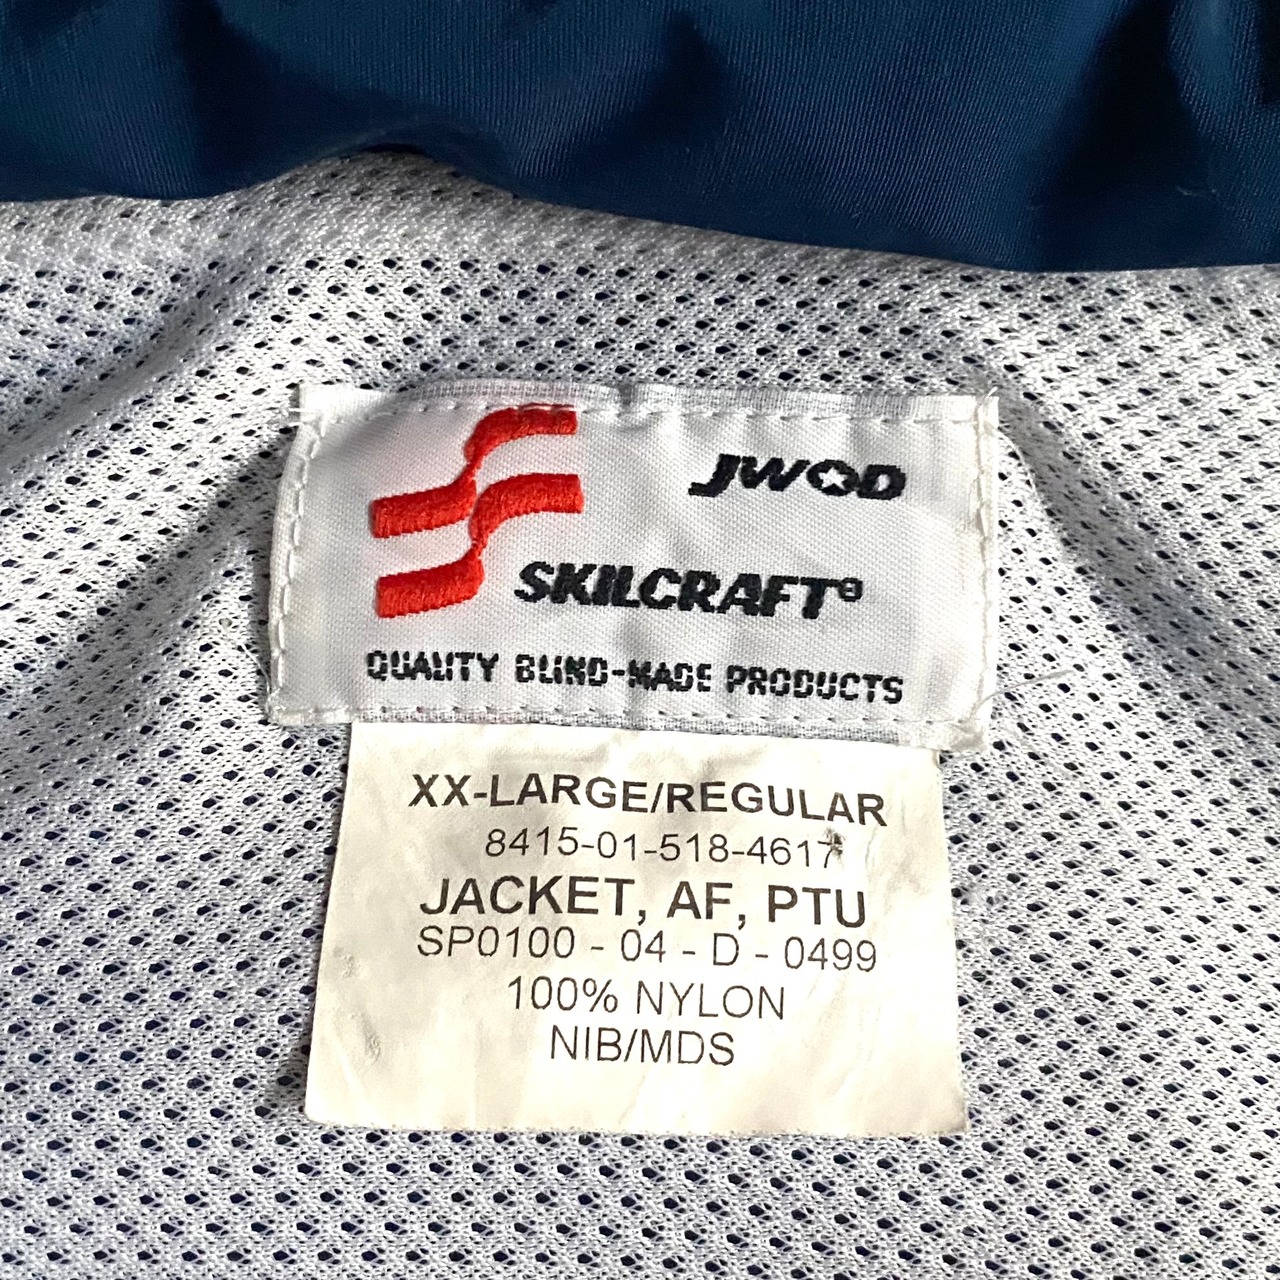 JWOD
SKILCRAFT®
QUALITY BLIND-MADE PRODUCTS
XX-LARGE/REGULAR
8415-01-518-4617
JACKET, AF, PTU
SP0100 - 04 - D - 0499
100% NYLON
NIB/MDS